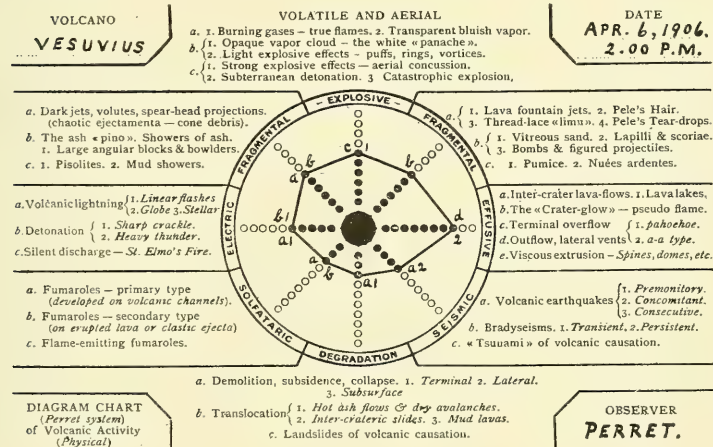 VOLCANO
VESUVIUS
VOLATILE AND AERIAL
a. 1. Burning gases — true flames. 2. Transparent bluish vapor.
b. { 1. Opaque vapor cloud — the white «panache».
2. Light explosive effects - puffs, rings, vortices.
c. { 1. Strong explosive effects — aerial concussion.
2. Subterranean detonation. 3 Catastrophic explosion,
DATE
APR. 6, 1906.
2.00 P.M.
a. Dark jets, volutes, spear-head projections.
(chaotic ejectamenta — cone debris).
b. The ash «pino». Showers of ash.
1. Large angular blocks & bowlders.
c. 1. Pisolites. 2. Mud showers.
a. { 1. Lava fountain jets. 2. Pele's Hair.
3. Thread-lace «limu». 4. Pele's Tear-drops.
b. { 1. Vitreous sand. 2. Lapilli & scoriae.
3. Bombs & figured projectiles.
c. 1. Pumice. 2. Nuées ardentes.
a. Volcanic lightning { 1. Linear flashes
2. Globe 3. Stellar
b. Detonation { 1. Sharp crackle.
2. Heavy thunder.
c. Silent discharge — St. Elmo's Fire.
a. Inter-crater lava-flows. 1. Lava lakes,
b. The «Crater-glow» — pseudo flame.
c. Terminal overflow { 1. pahoehoe.
d. Outflow, lateral vents 2. a-a type.
e. Viscous extrusion — Spines, domes, etc.
a. Fumaroles — primary type
(developed on volcanic channels).
b. Fumaroles — secondary type
(on erupted lava or clastic ejecta)
c. Flame-emitting fumaroles.
a. Volcanic earthquakes { 1. Premonitory.
2. Concomitant.
3. Consecutive.
b. Bradyseisms. 1. Transient, 2. Persistent.
c. « Tsuuami » of volcanic causation.
EXPLOSIVE
FRAGMENTAL
FRAGMENTAL
ELECTRIC
EFFUSIVE
SOLFATARIC
SEISMIC
DEGRADATION
c 1
b
a
b
b1
a1
d
2
b
a
a1
a2
a. Demolition, subsidence, collapse. 1. Terminal 2. Lateral.
3. Subsurface
b. Translocation { 1. Hot ash flows & dry avalanches.
2. Inter-crateric slides. 3. Mud lavas.
c. Landslides of volcanic causation.
DIAGRAM CHART
(Perret system)
of Volcanic Activity
(Physical)
OBSERVER
PERRET.